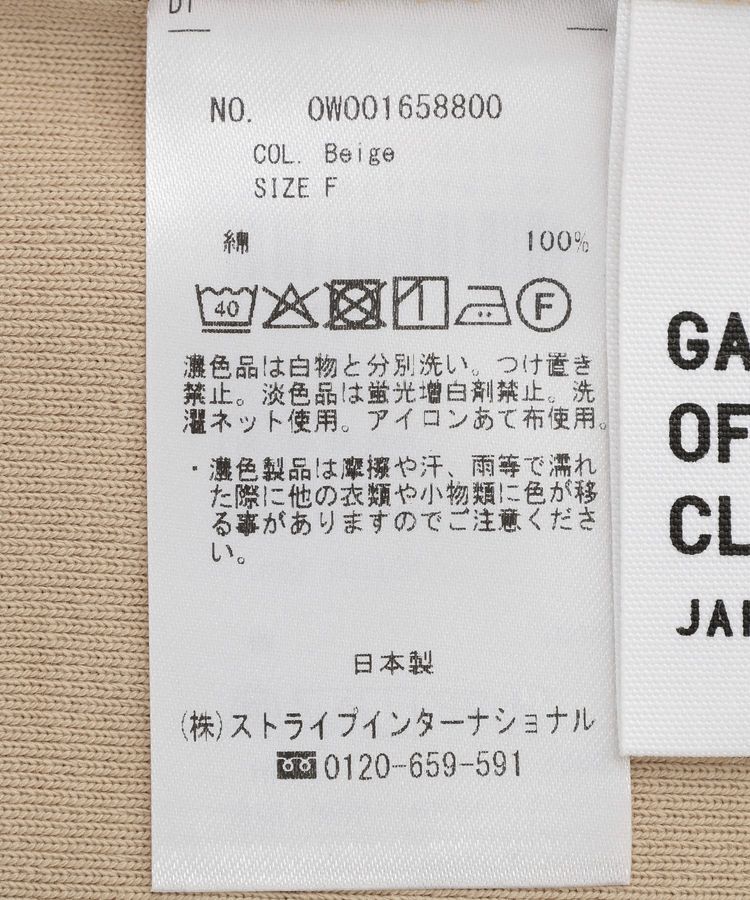 NO. OW001658800
COL. Beige
SIZE F
綿 100%
40
F
濃色品は白物と分別洗い。つけ置き
禁止。淡色品は蛍光増白剤禁止。洗
濯ネット使用。アイロンあて布使用。
・濃色製品は摩擦や汗、雨等で濡れ
た際に他の衣類や小物類に色が移
る事がありますのでご注意くださ
い。
日本製
(株)ストライプインターナショナル
0120-659-591
GA
OF
CL
JA